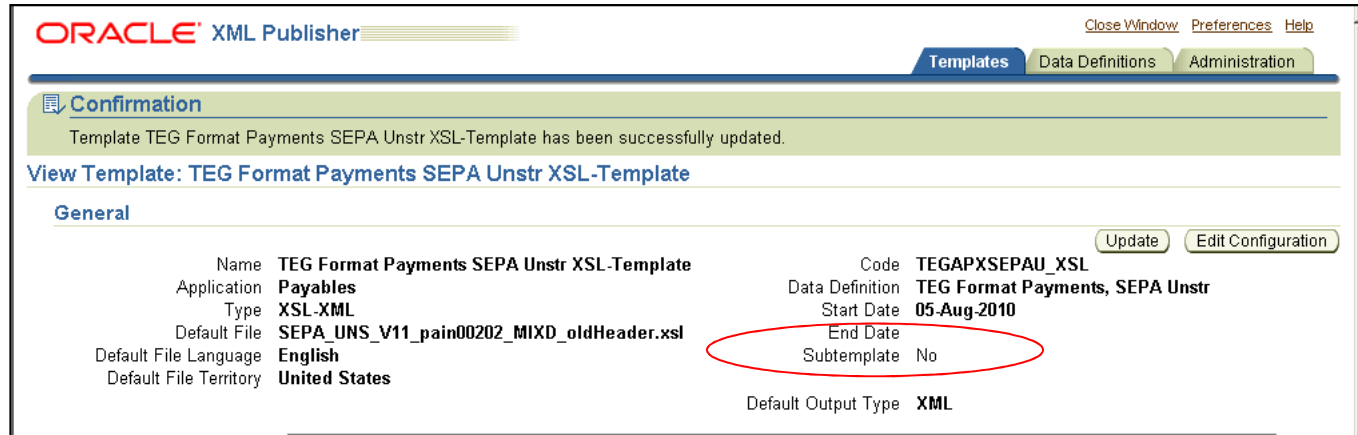 ORACLE XML Publisher
Close Window Preferences Help
Templates Data Definitions Administration
Confirmation
Template TEG Format Payments SEPA Unstr XSL-Template has been successfully updated.
View Template: TEG Format Payments SEPA Unstr XSL-Template
General
Update Edit Configuration
Name TEG Format Payments SEPA Unstr XSL-Template
Application Payables
Type XSL-XML
Default File SEPA_UNS_V11_pain00202_MIXD_oldHeader.xsl
Default File Language English
Default File Territory United States
Code TEGAPXSEPAU_XSL
Data Definition TEG Format Payments, SEPA Unstr
Start Date 05-Aug-2010
End Date
Subtemplate No
Default Output Type XML